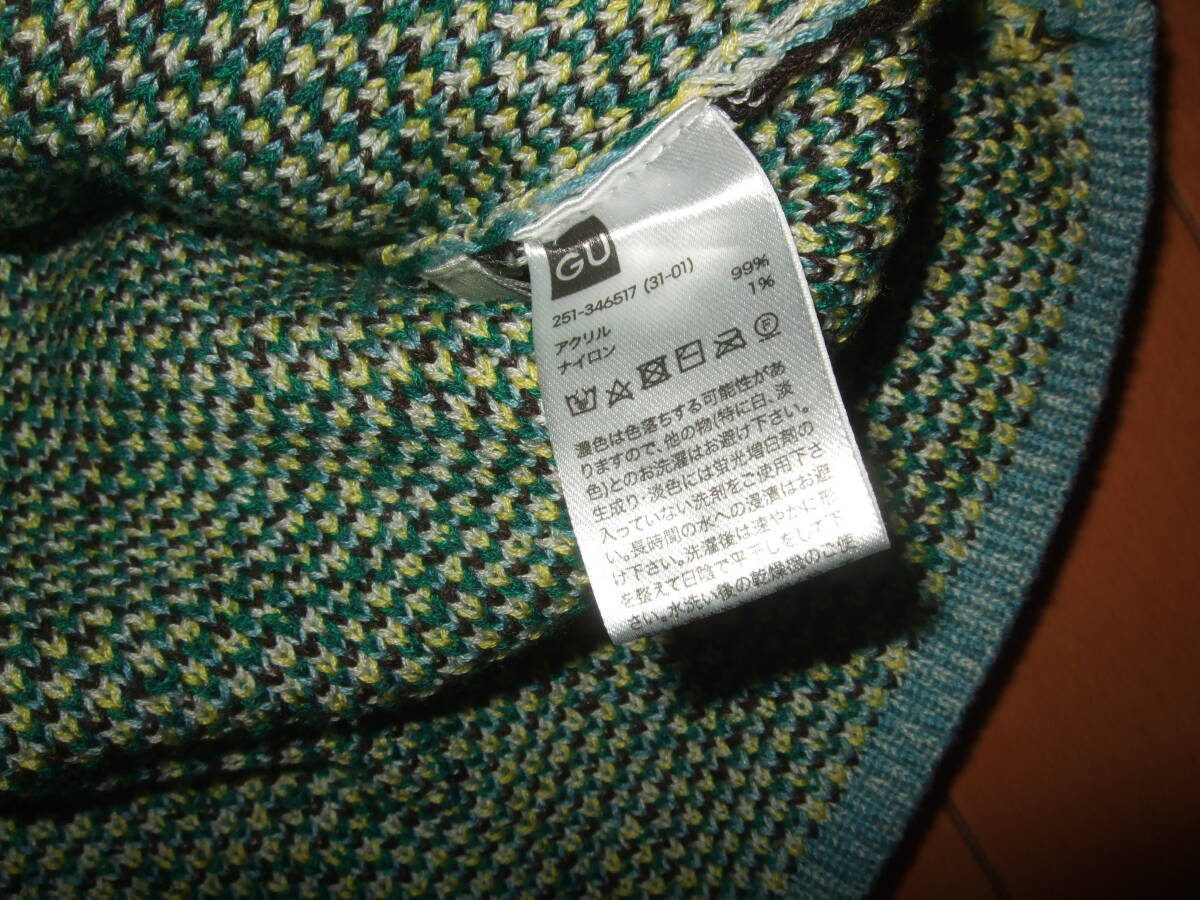 GU
251-346517 (31-01)
アクリル 99%
ナイロン 1%
F
濃色は色落ちする可能性があ
りますので、他の物(特に白、淡
色)とのお洗濯はお避け下さい。
生成り・淡色には蛍光増白剤の
入っていない洗剤をご使用下さ
い。長時間の水への浸漬はお避
け下さい。洗濯後は速やかに形
を整えて日陰で平干しをして下
さい。水洗い後の乾燥機のご使